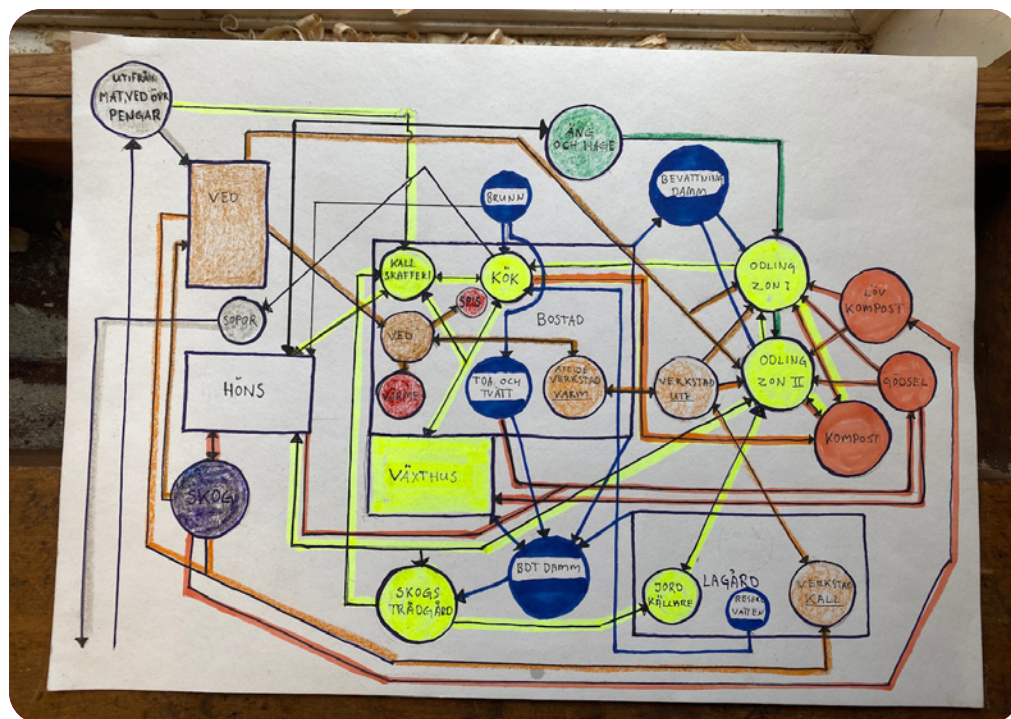 UTIFRÅN
MAT, VED ÖVR
PENGAR
ÄNG
OCH HAGE
BEVATTNING
DAMM
VED
BRUNN
KALL
SKAFFERI
KÖK
ODLING
ZON I
LÖV
KOMPOST
SOPOR
SPIS
BOSTAD
VED
HÖNS
VÄRME
TOA OCH
TVÄTT
VERKSTAD
VARM
VERKSTAD
UTE
ODLING
ZON II
GÖDSEL
KOMPOST
VÄXTHUS
SKOG
BDT DAMM
SKOGS
TRÄDGÅRD
JORD
KÄLLARE
LAGÅRD
RESERV
VATTEN
VERKSTAD
KALL